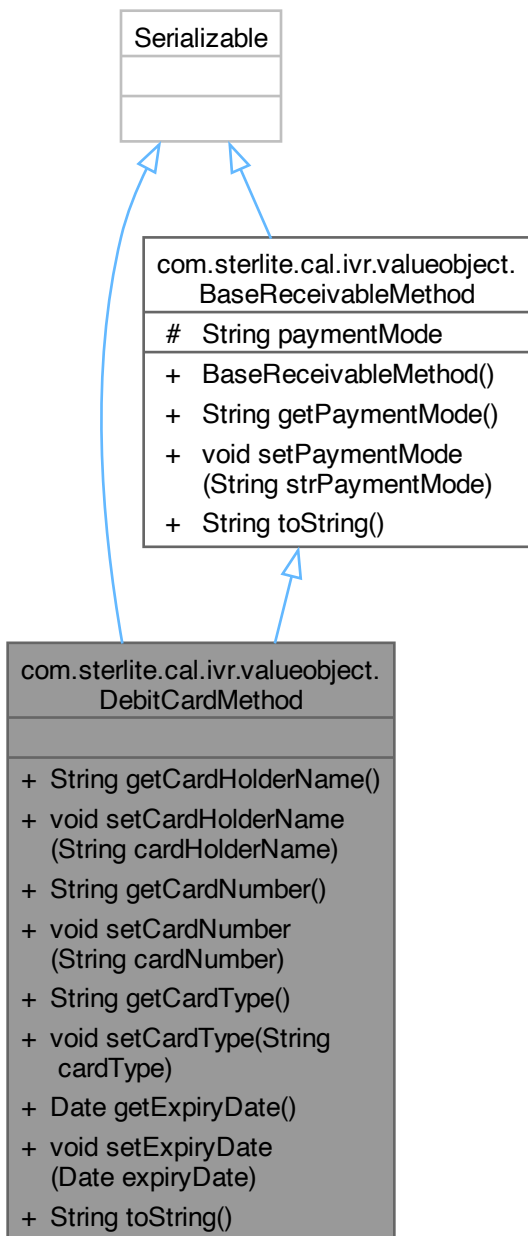 Serializable
com.sterlite.cal.ivr.valueobject.
BaseReceivableMethod
# String paymentMode
+ BaseReceivableMethod()
+ String getPaymentMode()
+ void setPaymentMode
(String strPaymentMode)
+ String toString()
com.sterlite.cal.ivr.valueobject.
DebitCardMethod
+ String getCardHolderName()
+ void setCardHolderName
(String cardHolderName)
+ String getCardNumber()
+ void setCardNumber
(String cardNumber)
+ String getCardType()
+ void setCardType(String
cardType)
+ Date getExpiryDate()
+ void setExpiryDate
(Date expiryDate)
+ String toString()